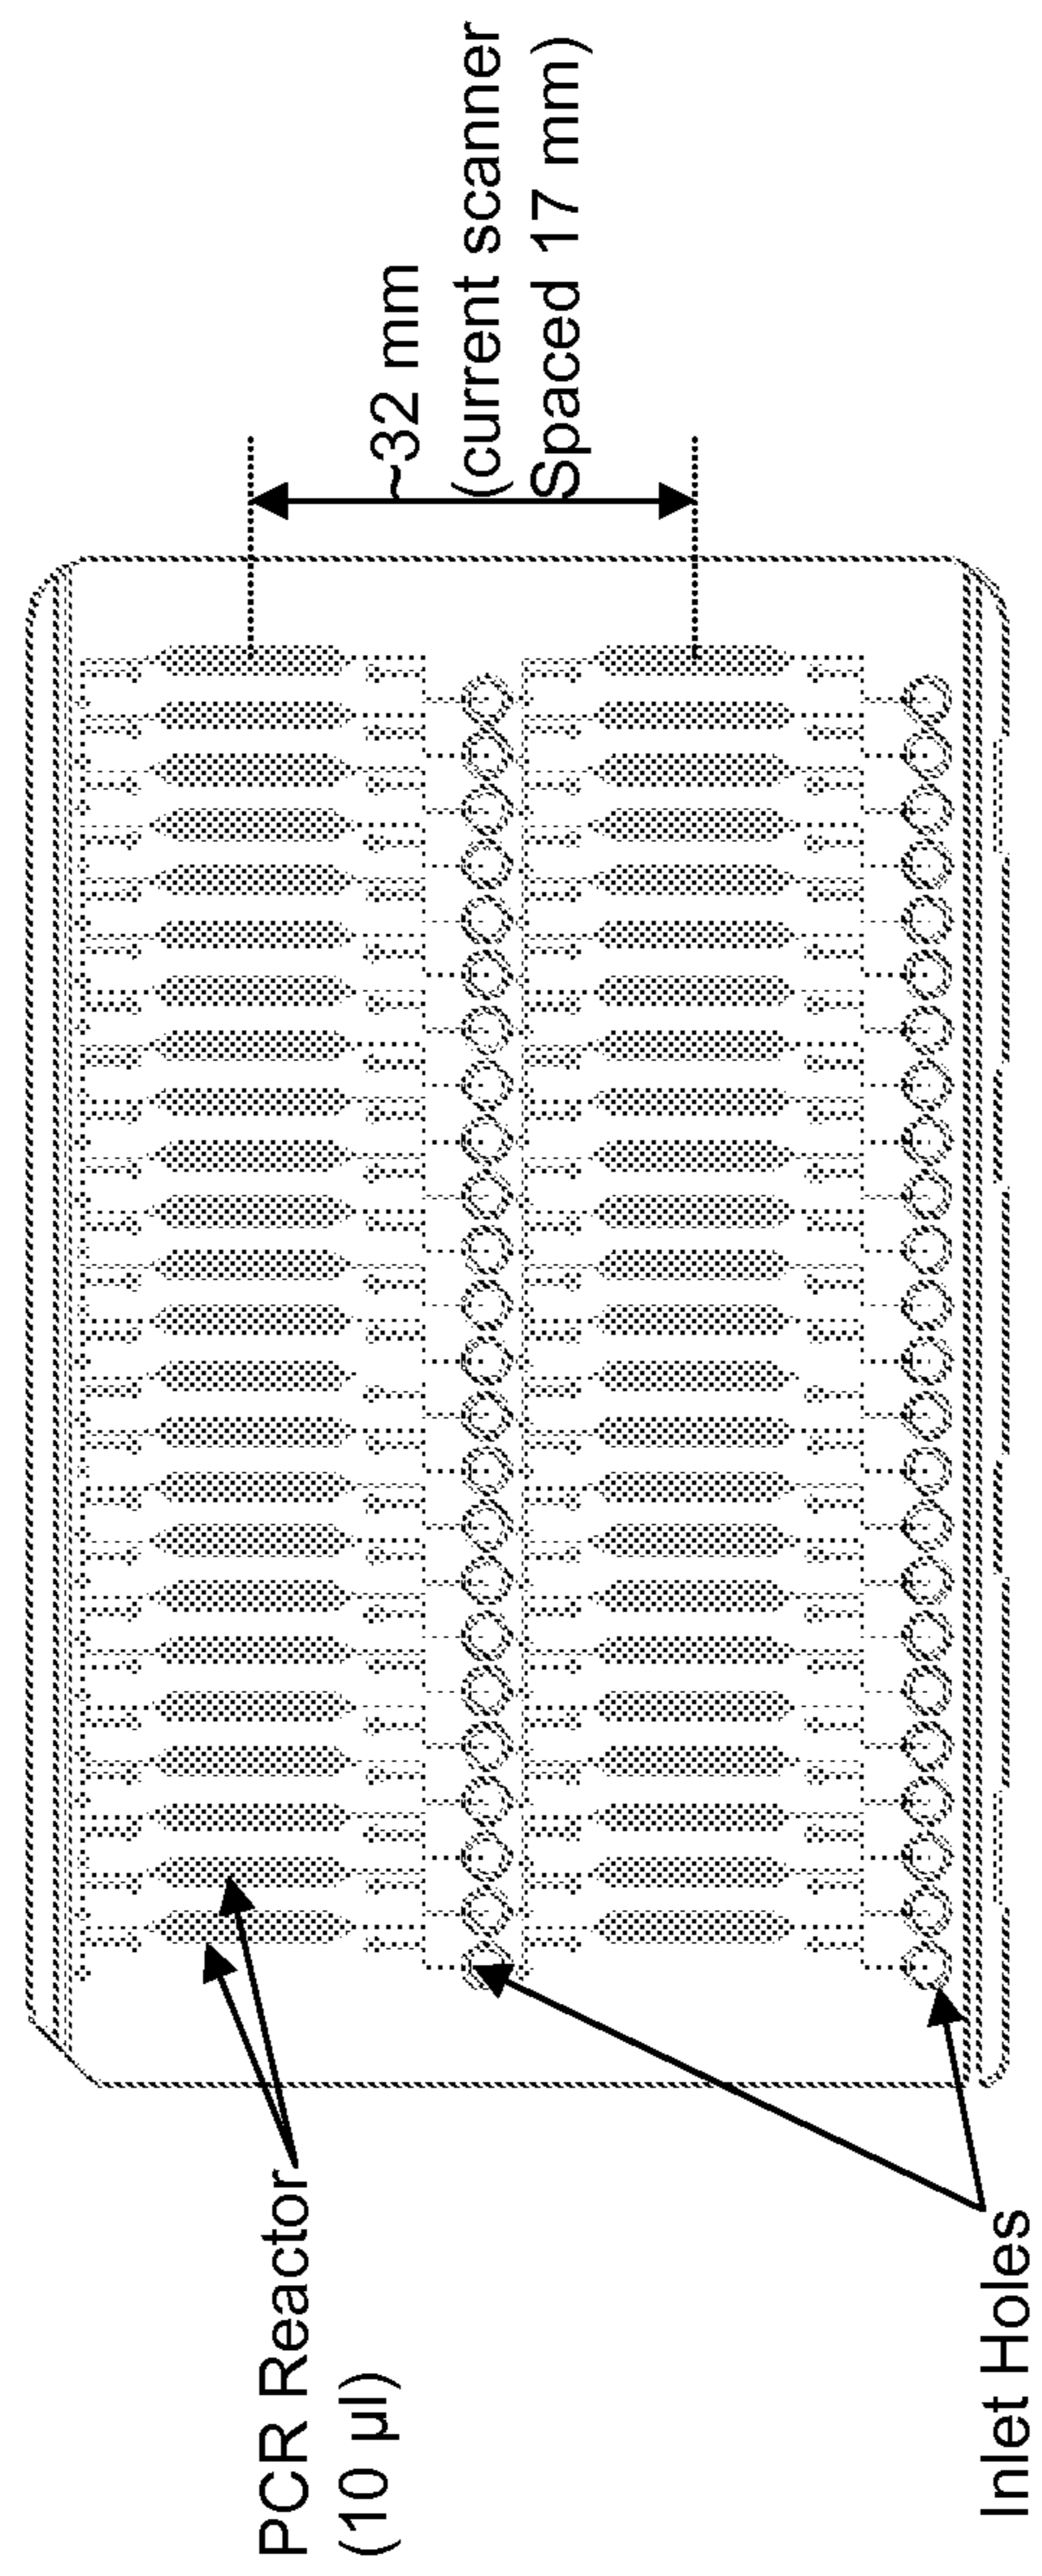 PCR Reactor
(10 µl)
Inlet Holes
~32 mm
(current scanner
Spaced 17 mm)